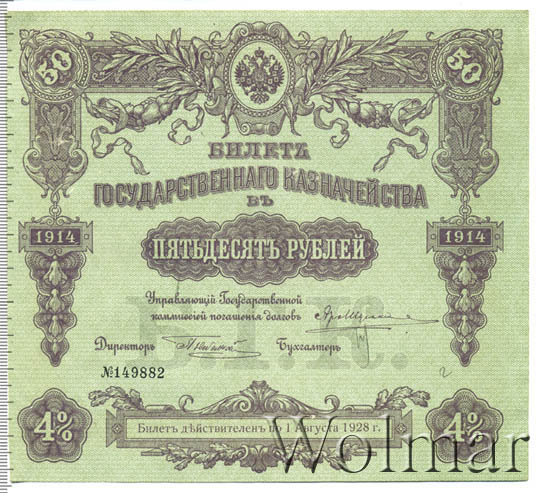 50 50
БИЛЕТЪ
ГОСУДАРСТВЕННАГО КАЗНАЧЕЙСТВА
ВЪ
1914 1914
ПЯТЬДЕСЯТЪ РУБЛЕЙ
Управляющій Государственной
коммиссіей погашенія долговъ
Директоръ Бухгалтеръ
№149882
4% 4%
Билетъ дѣйствителенъ по 1 Августа 1928 г.
Wolmar